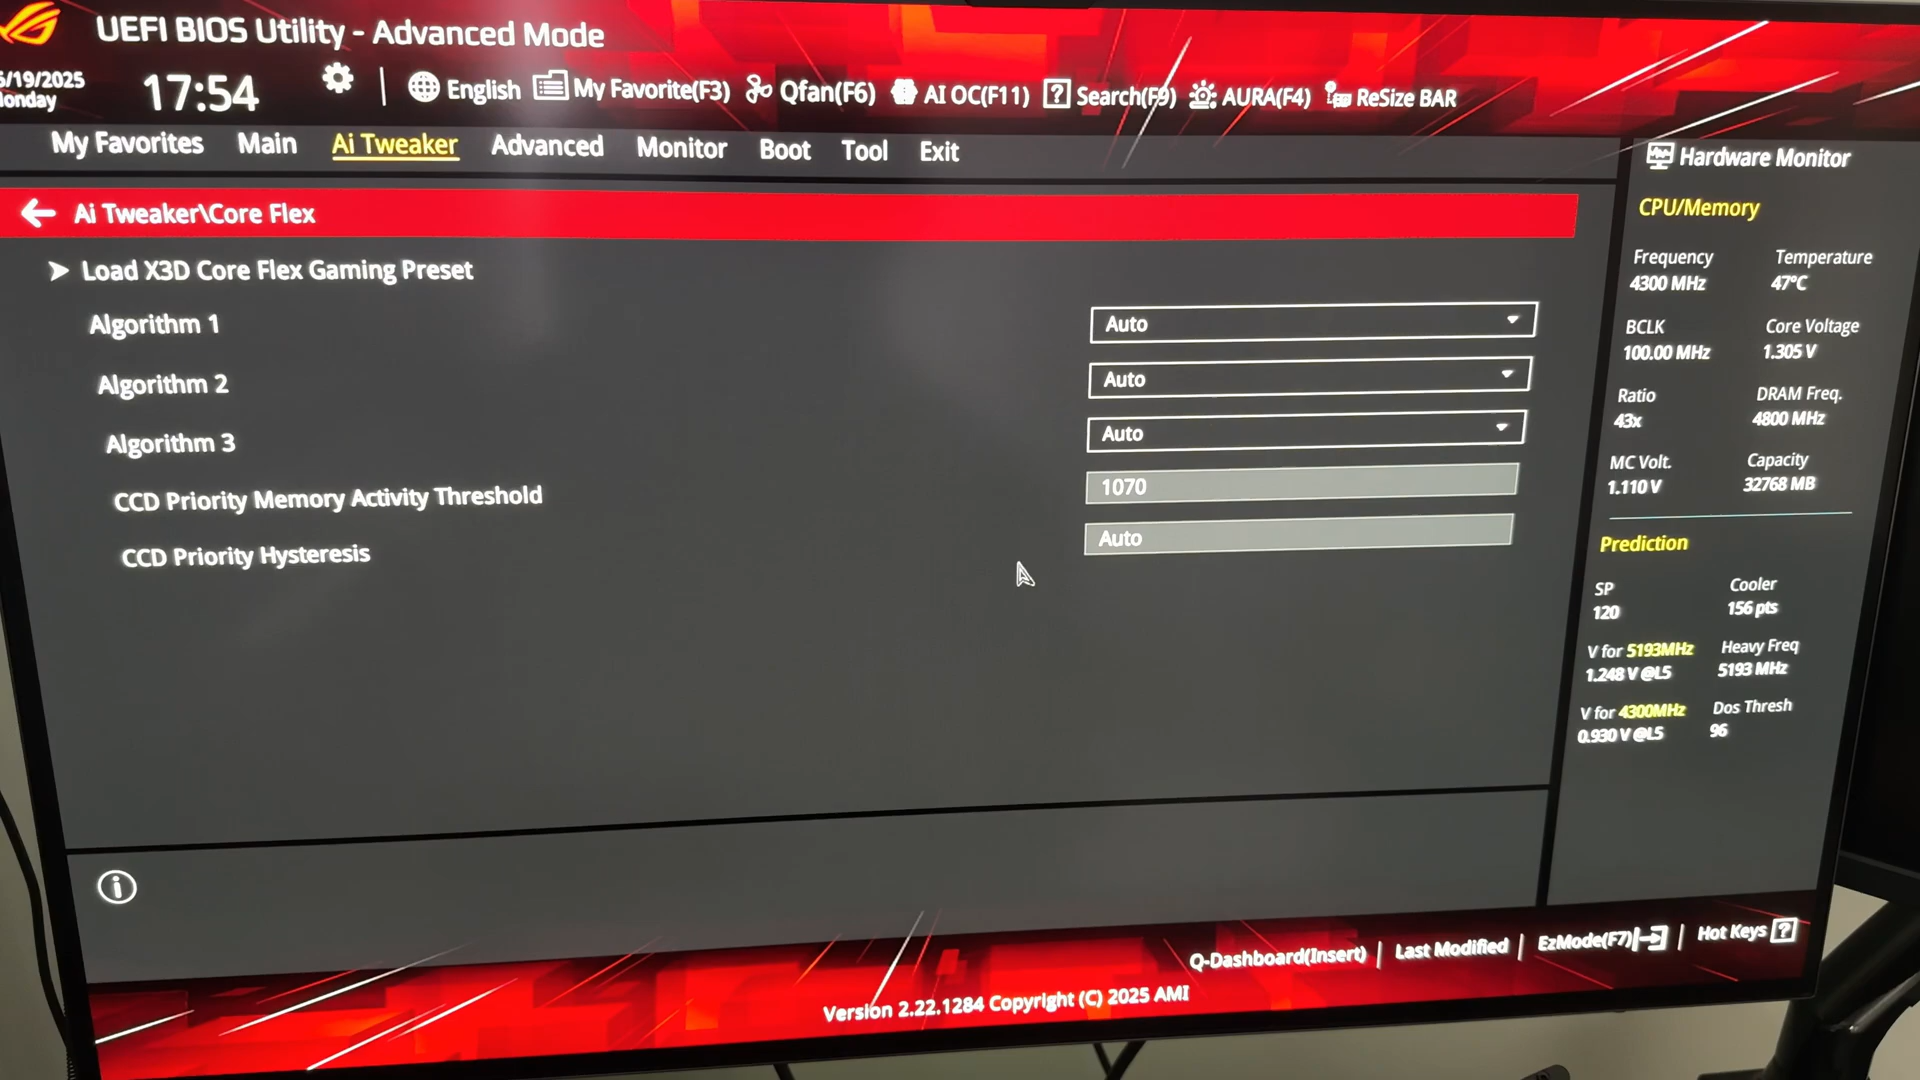 UEFI BIOS Utility - Advanced Mode
/19/2025
onday
17:54
English
My Favorite(F3)
Qfan(F6)
AI OC(F11)
Search(F9)
AURA(F4)
ReSize BAR
My Favorites
Main
Ai Tweaker
Advanced
Monitor
Boot
Tool
Exit
Ai Tweaker\Core Flex
Load X3D Core Flex Gaming Preset
Algorithm 1
Auto
Algorithm 2
Auto
Algorithm 3
Auto
CCD Priority Memory Activity Threshold
1070
CCD Priority Hysteresis
Auto
Hardware Monitor
CPU/Memory
Frequency
Temperature
4300 MHz
47°C
BCLK
Core Voltage
100.00 MHz
1.305 V
Ratio
DRAM Freq.
43x
4800 MHz
MC Volt.
Capacity
1.110 V
32768 MB
Prediction
SP
Cooler
120
156 pts
V for 5193MHz
Heavy Freq
1.248 V @L5
5193 MHz
V for 4300MHz
Dos Thresh
0.930 V @L5
96
Q-Dashboard(Insert)
Last Modified
EzMode(F7)
Hot Keys ?
Version 2.22.1284 Copyright (C) 2025 AMI